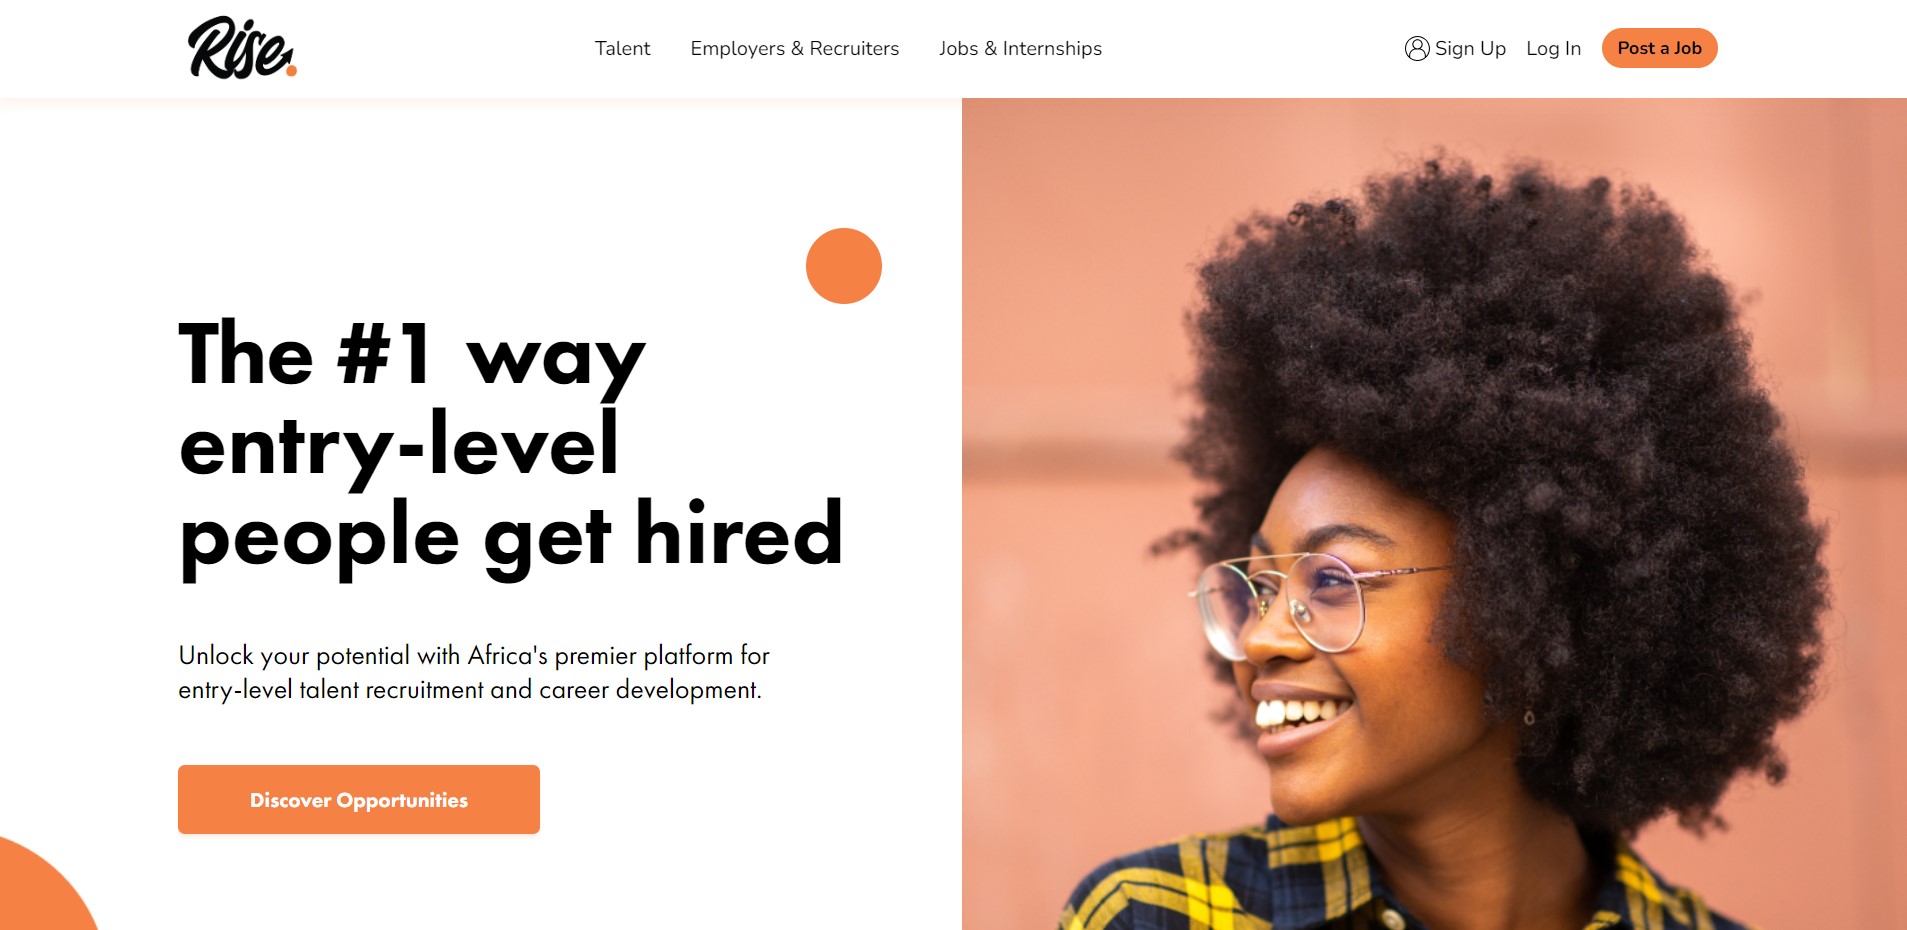 Rise.
Talent
Employers & Recruiters
Jobs & Internships
Sign Up
Log In
Post a Job
The #1 way
entry-level
people get hired
Unlock your potential with Africa's premier platform for
entry-level talent recruitment and career development.
Discover Opportunities